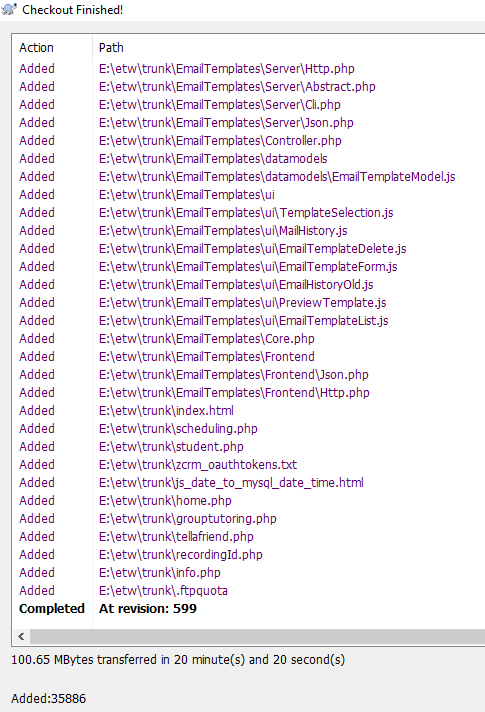 Checkout Finished!
Action Path
Added E:\etw\trunk\EmailTemplates\Server\Http.php
Added E:\etw\trunk\EmailTemplates\Server\Abstract.php
Added E:\etw\trunk\EmailTemplates\Server\Cli.php
Added E:\etw\trunk\EmailTemplates\Server\Json.php
Added E:\etw\trunk\EmailTemplates\Controller.php
Added E:\etw\trunk\EmailTemplates\datamodels
Added E:\etw\trunk\EmailTemplates\datamodels\EmailTemplateModel.js
Added E:\etw\trunk\EmailTemplates\ui
Added E:\etw\trunk\EmailTemplates\ui\TemplateSelection.js
Added E:\etw\trunk\EmailTemplates\ui\MailHistory.js
Added E:\etw\trunk\EmailTemplates\ui\EmailTemplateDelete.js
Added E:\etw\trunk\EmailTemplates\ui\EmailTemplateForm.js
Added E:\etw\trunk\EmailTemplates\ui\EmailHistoryOld.js
Added E:\etw\trunk\EmailTemplates\ui\PreviewTemplate.js
Added E:\etw\trunk\EmailTemplates\ui\EmailTemplateList.js
Added E:\etw\trunk\EmailTemplates\Core.php
Added E:\etw\trunk\EmailTemplates\Frontend
Added E:\etw\trunk\EmailTemplates\Frontend\Json.php
Added E:\etw\trunk\EmailTemplates\Frontend\Http.php
Added E:\etw\trunk\index.html
Added E:\etw\trunk\scheduling.php
Added E:\etw\trunk\student.php
Added E:\etw\trunk\zcrm_oauthtokens.txt
Added E:\etw\trunk\js_date_to_mysql_date_time.html
Added E:\etw\trunk\home.php
Added E:\etw\trunk\grouptutoring.php
Added E:\etw\trunk\tellafriend.php
Added E:\etw\trunk\recordingId.php
Added E:\etw\trunk\info.php
Added E:\etw\trunk\.ftpquota
Completed At revision: 599
100.65 MBytes transferred in 20 minute(s) and 20 second(s)
Added:35886